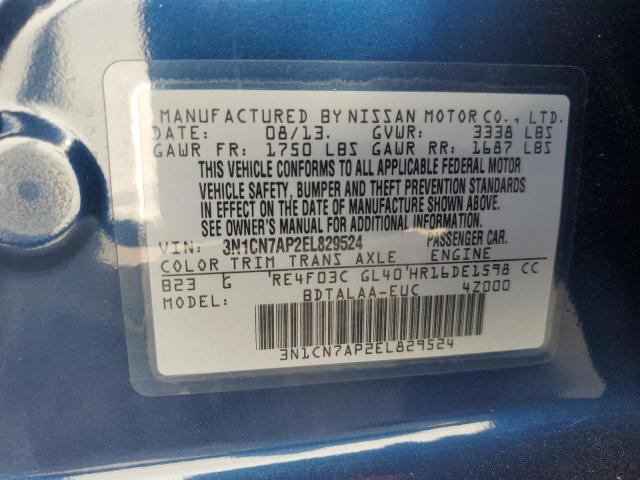 MANUFACTURED BY NISSAN MOTOR CO., LTD.
DATE: 08/13. GVWR: 3338 LBS
GAWR FR: 1750 LBS GAWR RR: 1687 LBS
THIS VEHICLE CONFORMS TO ALL APPLICABLE FEDERAL MOTOR
VEHICLE SAFETY, BUMPER AND THEFT PREVENTION STANDARDS
IN EFFECT ON THE DATE OF MANUFACTURE SHOWN ABOVE.
SEE OWNER'S MANUAL FOR ADDITIONAL INFORMATION
VIN: 3N1CN7AP2EL829524 PASSENGER CAR.
COLOR TRIM TRANS AXLE ENGINE
B23 G RE4F03C GL40 HR16DE1598 CC
MODEL: BDTALAA-EUC 4Z000
3N1CN7AP2EL829524